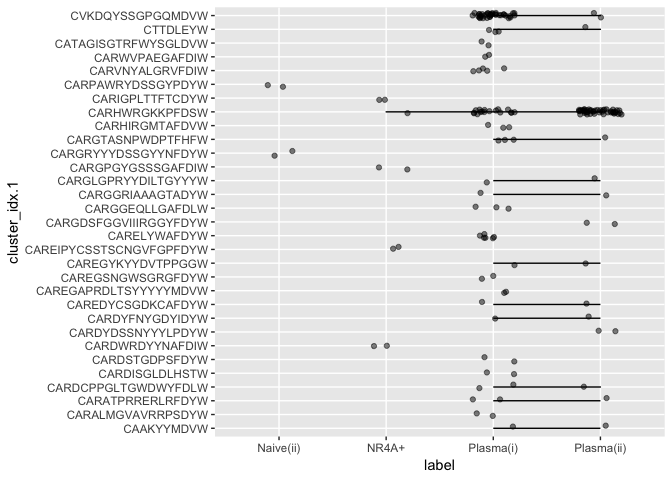 CVKDQYSSGPGQMDVW
CTTDLEYW
CATAGISGTRFWYSGLDVW
CARWVPAEGAFDIW
CARVNYALGRVFDIW
CARPAWRYDSSGYPDYW
CARIGPLTTFTCDYW
CARHWRGKKPFDSW
CARHIRGMTAFDVW
CARGTASNPWDPTFHFW
CARGRYYYDSSGYYNFDYW
CARGPGYGSSSGAFDIW
CARGLGPRYYDILTGYYYW
CARGGRIAAAGTADYW
CARGGEQLLGAFDLW
CARGDSFGGVIIIRGGYFDYW
CARELYWAFDYW
CAREIPYCSSTSCNGVFGPFDYW
CAREGYKYYDVTPPGGW
CAREGSNGWSGRGFDYW
CAREGAPRDLTSYYYYYMDVW
CAREDYCSGDKCAFDYW
CARDYFNYGDYIDYW
CARDYDSSNYYYLPDYW
CARDWRDYYNAFDIW
CARDSTGDPSFDYW
CARDISGLDLHSTW
CARDCPPGLTGWDWYFDLW
CARATPRRERLRFDYW
CARALMGVAVRRPSDYW
CAAKYYMDVW
cluster_idx.1
Naive(ii) NR4A+ Plasma(i) Plasma(ii)
label